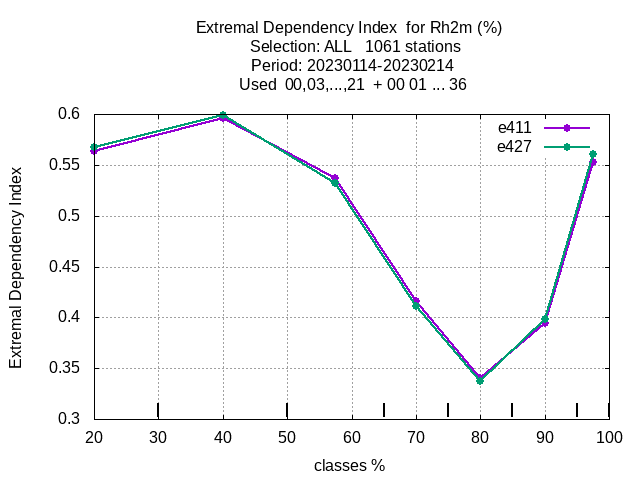 Extremal Dependency Index  for Rh2m (%)
Selection: ALL   1061 stations
Period: 20230114-20230214
Used  00,03,...,21  + 00 01 ... 36
e411
e427
0.6
0.55
0.5
0.45
0.4
0.35
0.3
Extremal Dependency Index
20 30 40 50 60 70 80 90 100
classes %